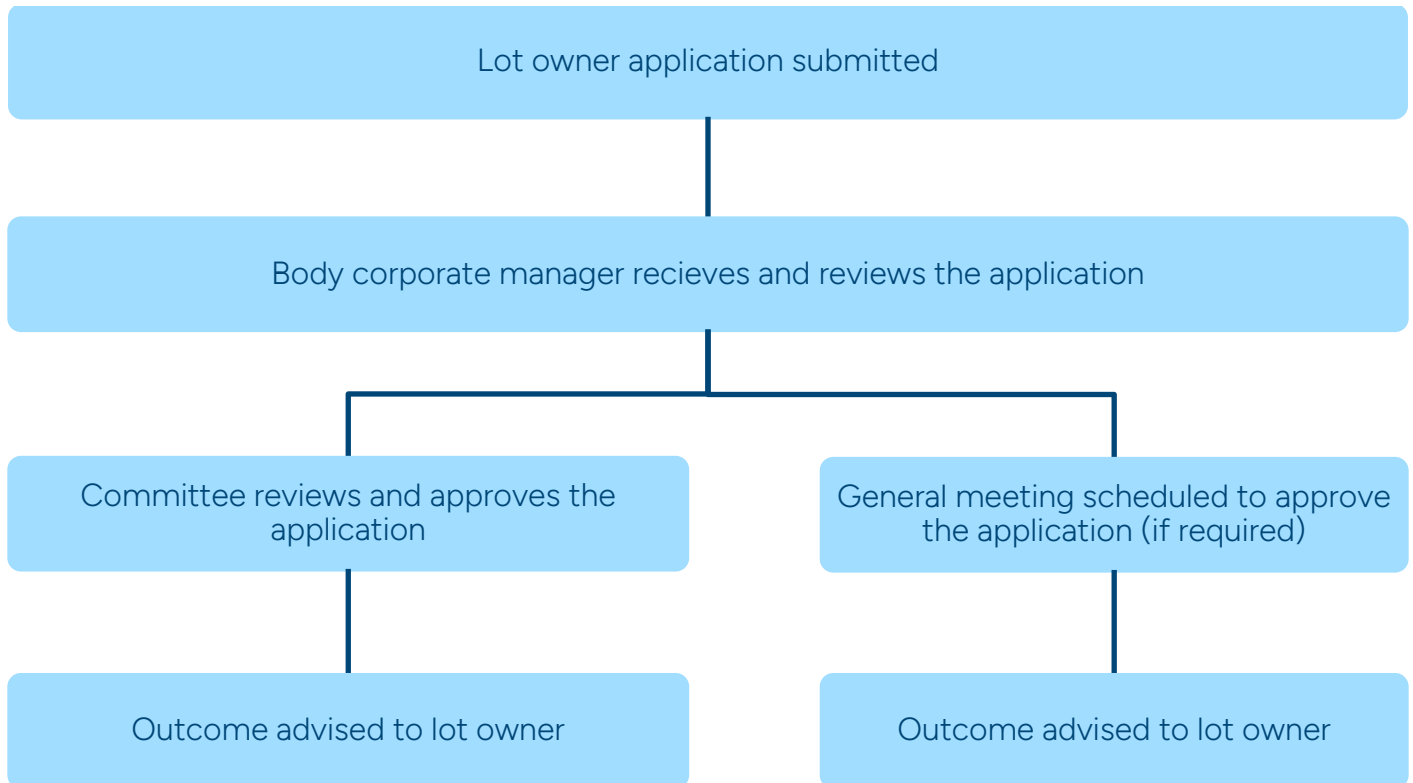 Lot owner application submitted
Body corporate manager recieves and reviews the application
Committee reviews and approves the
application
General meeting scheduled to approve
the application (if required)
Outcome advised to lot owner
Outcome advised to lot owner